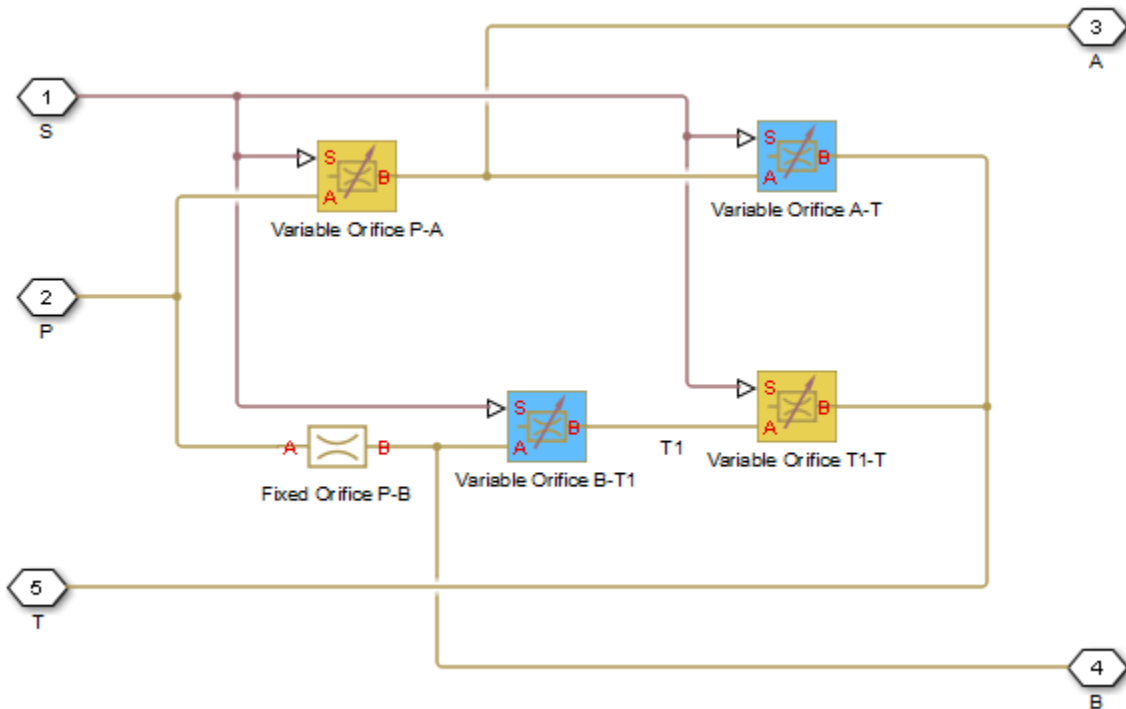 3
A
1
S
S
B
A
Variable Orifice A-T
S
B
A
Variable Orifice P-A
2
P
S
B
A
Variable Orifice T1-T
S
B
A
T1
Variable Orifice B-T1
A
B
Fixed Orifice P-B
5
T
4
B